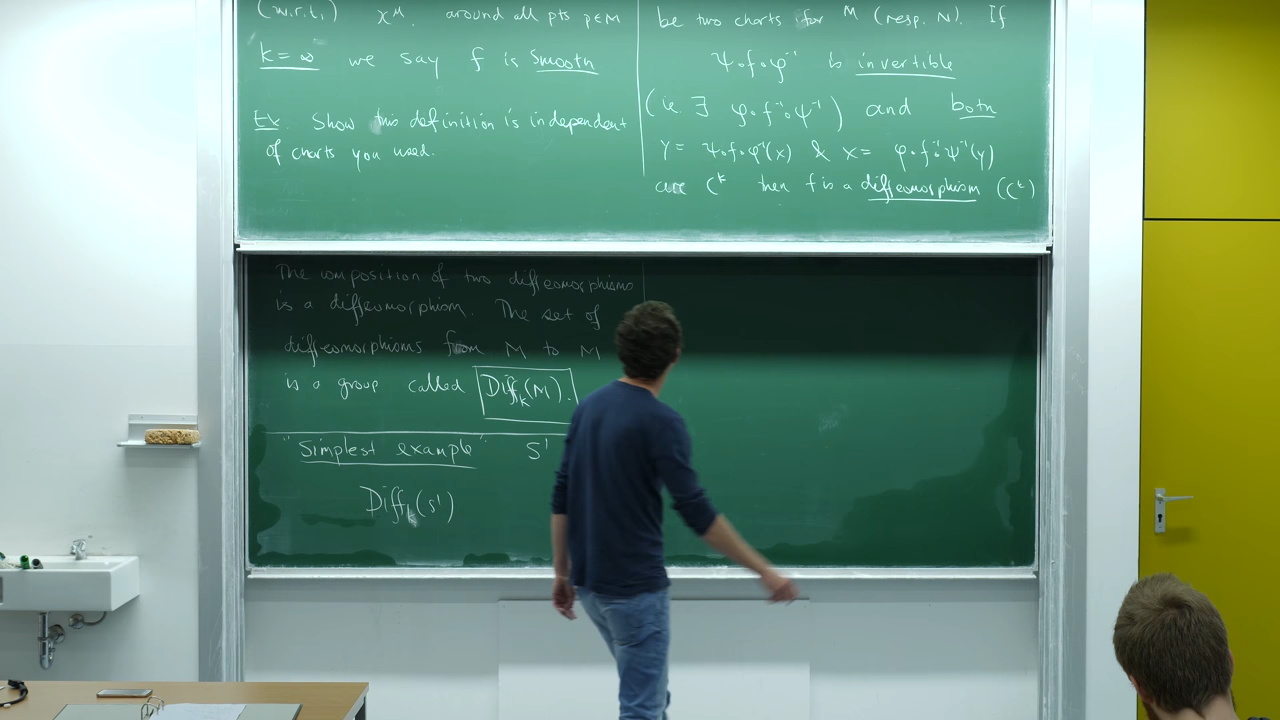 (w.r.t.) x^μ, around all pts p∈M
k = ∞ we say f is Smooth
Ex. Show this definition is independent
of charts you used.
be two charts for M (resp. N). If
ψ∘f∘φ⁻¹ is invertible
(ie. ∃ φ∘f⁻¹∘ψ⁻¹) and both
y = ψ∘f∘φ⁻¹(x) & x = φ∘f⁻¹∘ψ⁻¹(y)
are C^k then f is a diffeomorphism (C^k)
The composition of two diffeomorphisms
is a diffeomorphism. The set of
diffeomorphisms from M to M
is a group called Diff_k(M).
"Simplest example" S¹
Diff_k(S¹)